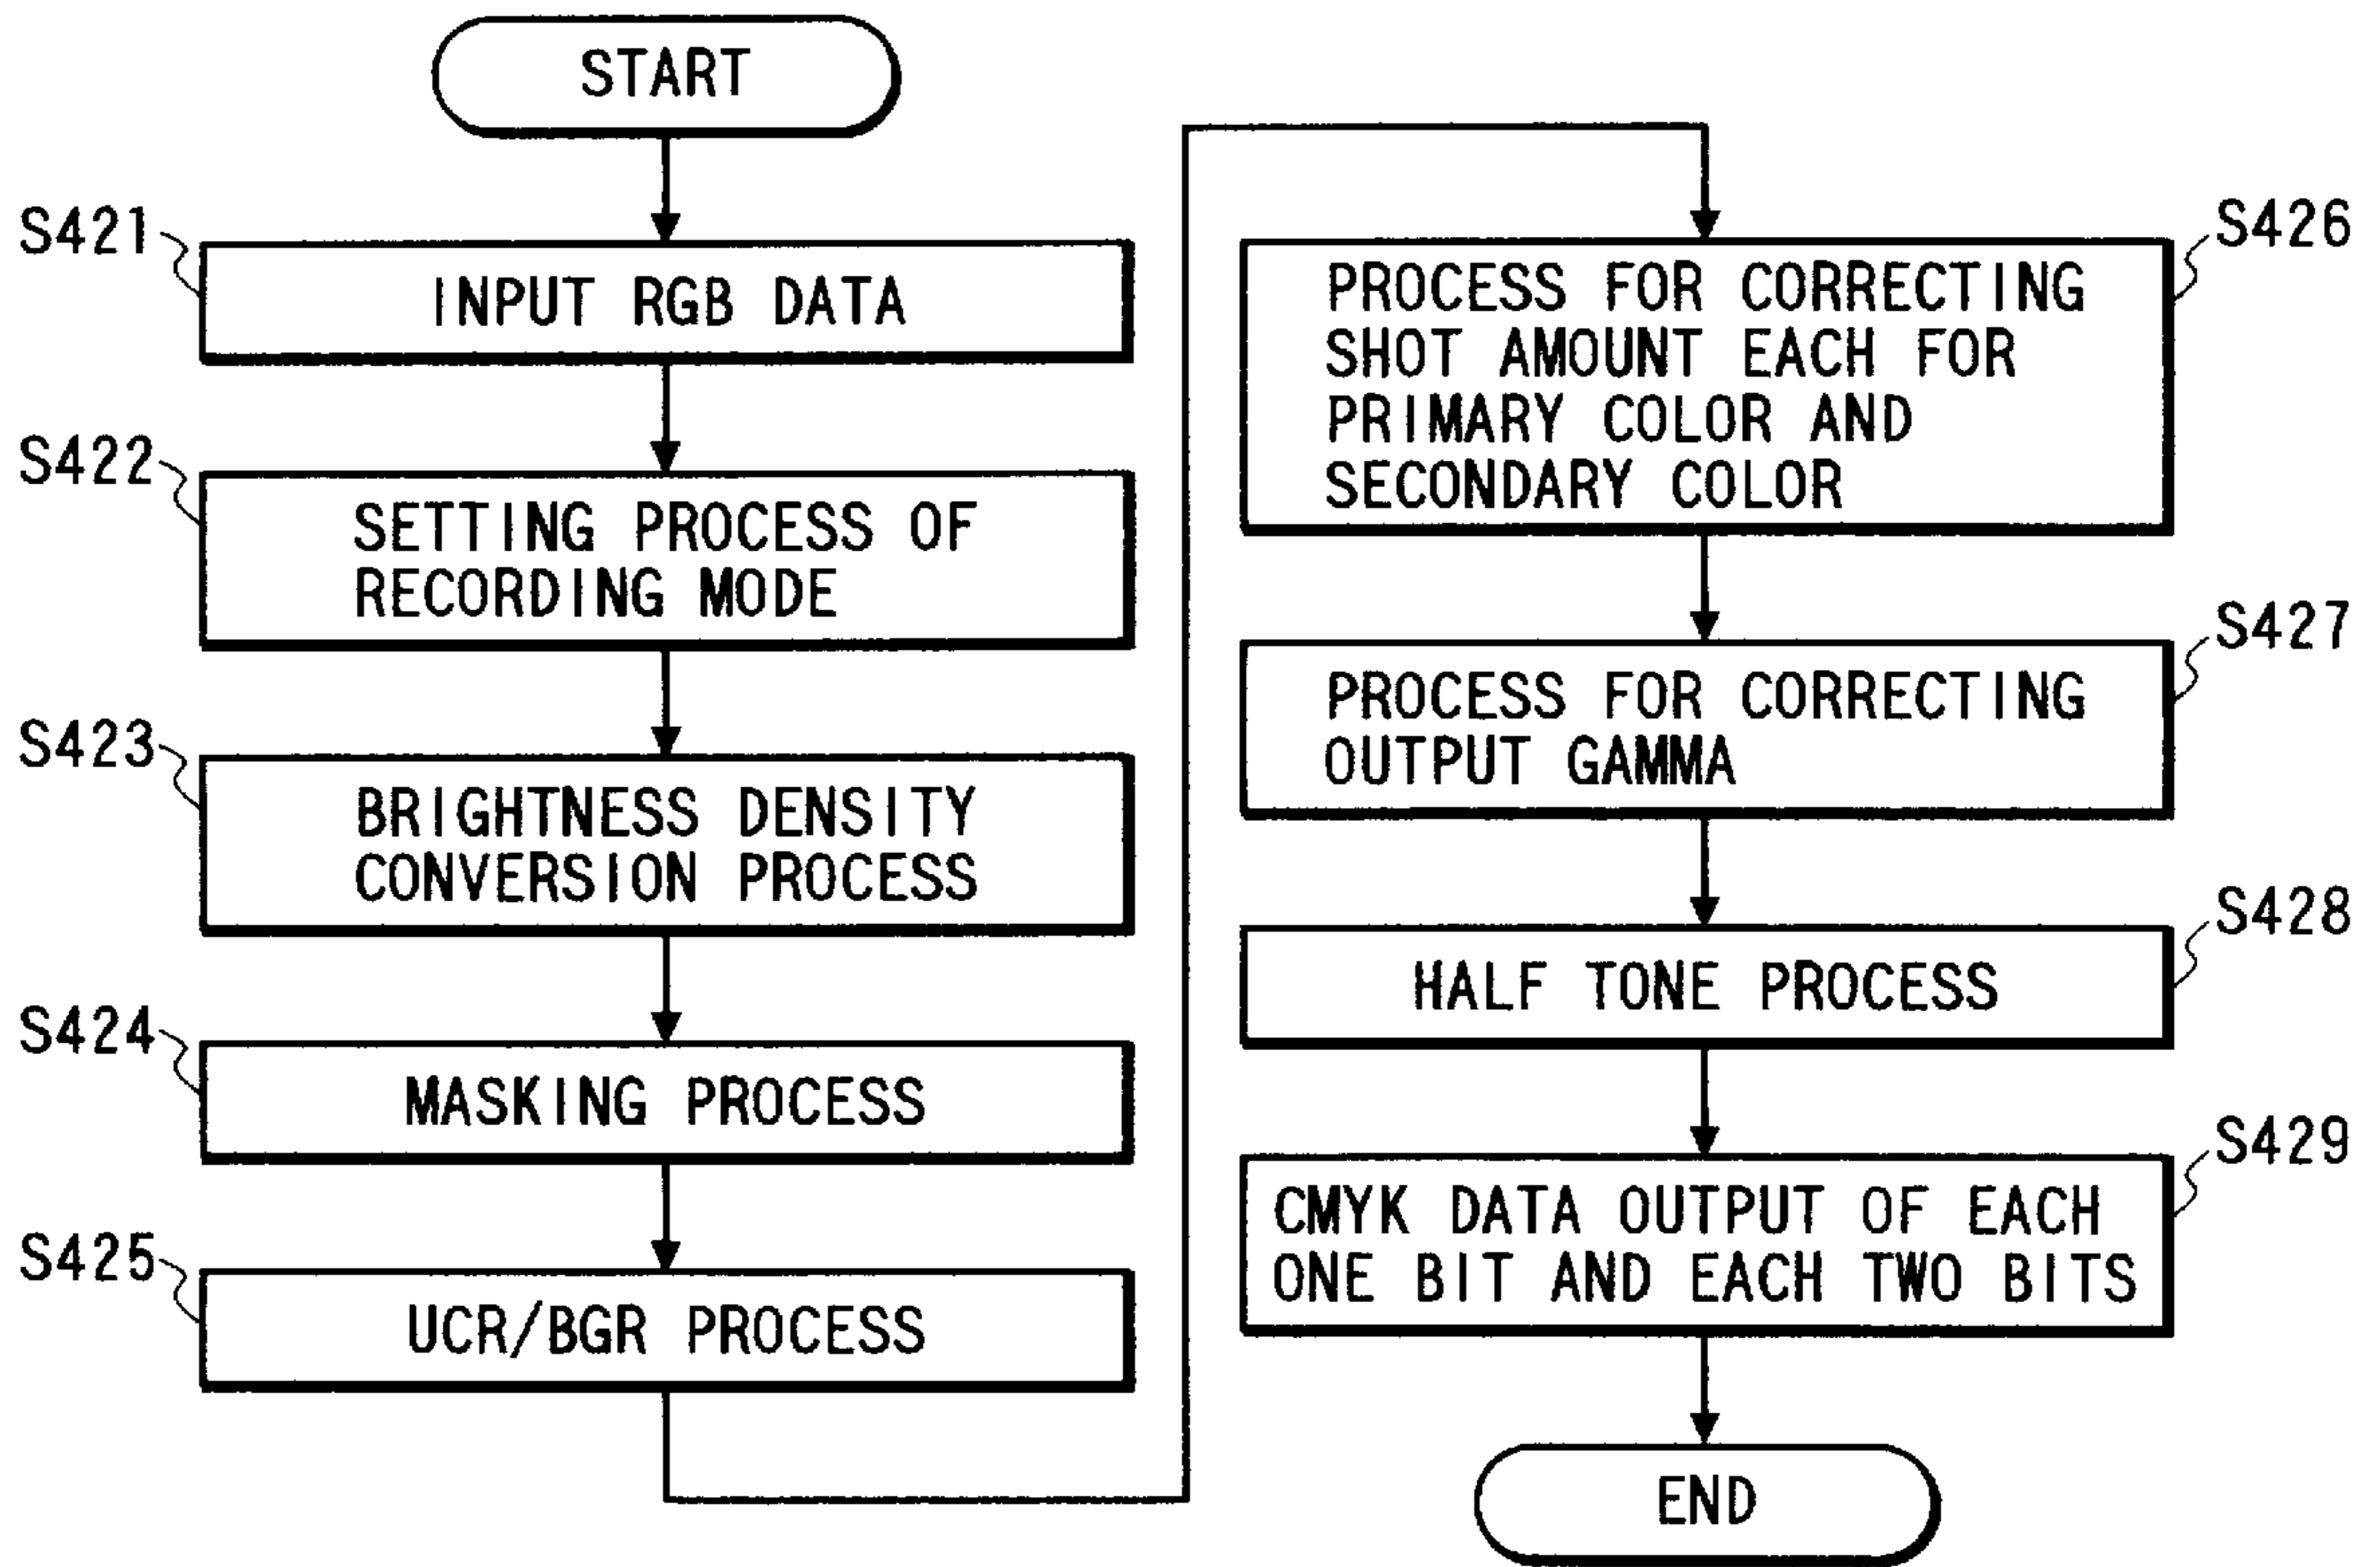 START
S421
INPUT RGB DATA
S422
SETTING PROCESS OF
RECORDING MODE
S423
BRIGHTNESS DENSITY
CONVERSION PROCESS
S424
MASKING PROCESS
S425
UCR/BGR PROCESS
S426
PROCESS FOR CORRECTING
SHOT AMOUNT EACH FOR
PRIMARY COLOR AND
SECONDARY COLOR
S427
PROCESS FOR CORRECTING
OUTPUT GAMMA
S428
HALF TONE PROCESS
S429
CMYK DATA OUTPUT OF EACH
ONE BIT AND EACH TWO BITS
END